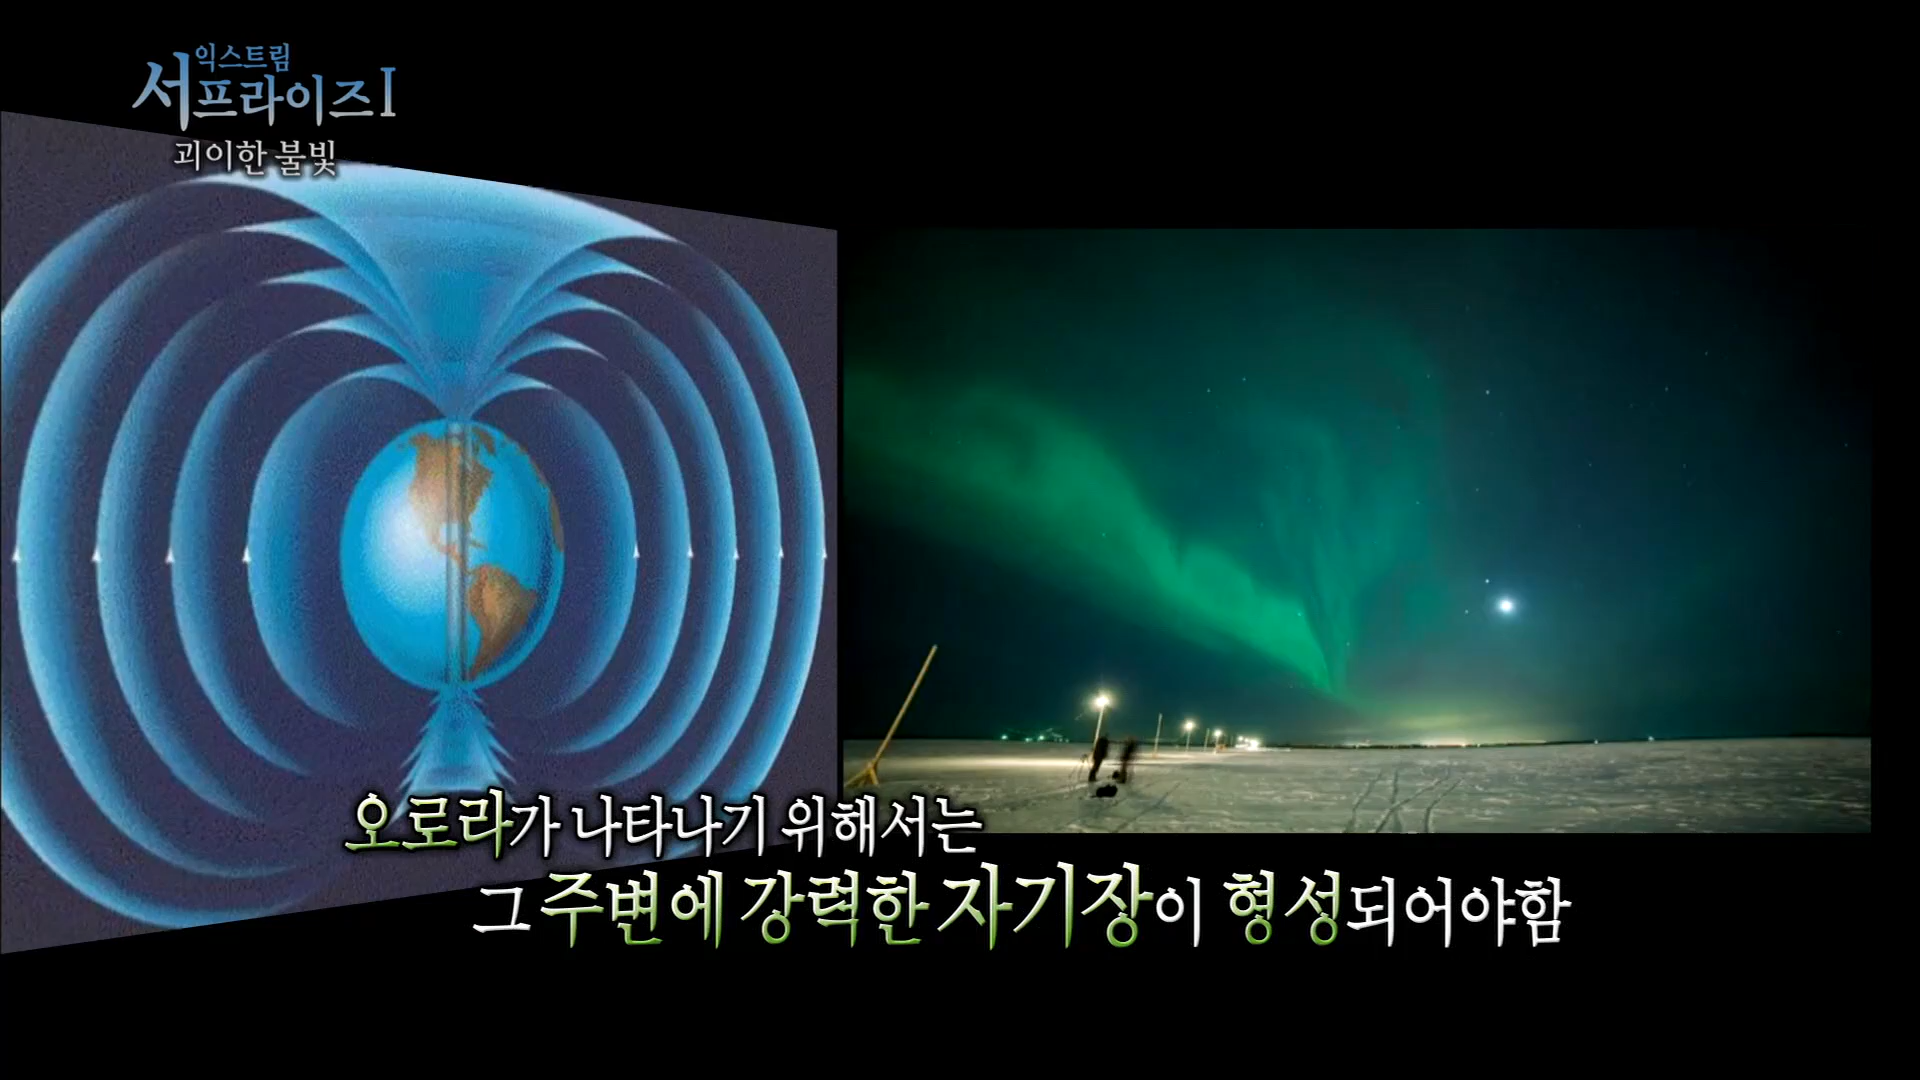 익스트림
서프라이즈 I
괴이한 불빛
오로라가 나타나기 위해서는
그 주변에 강력한 자기장이 형성되어야함